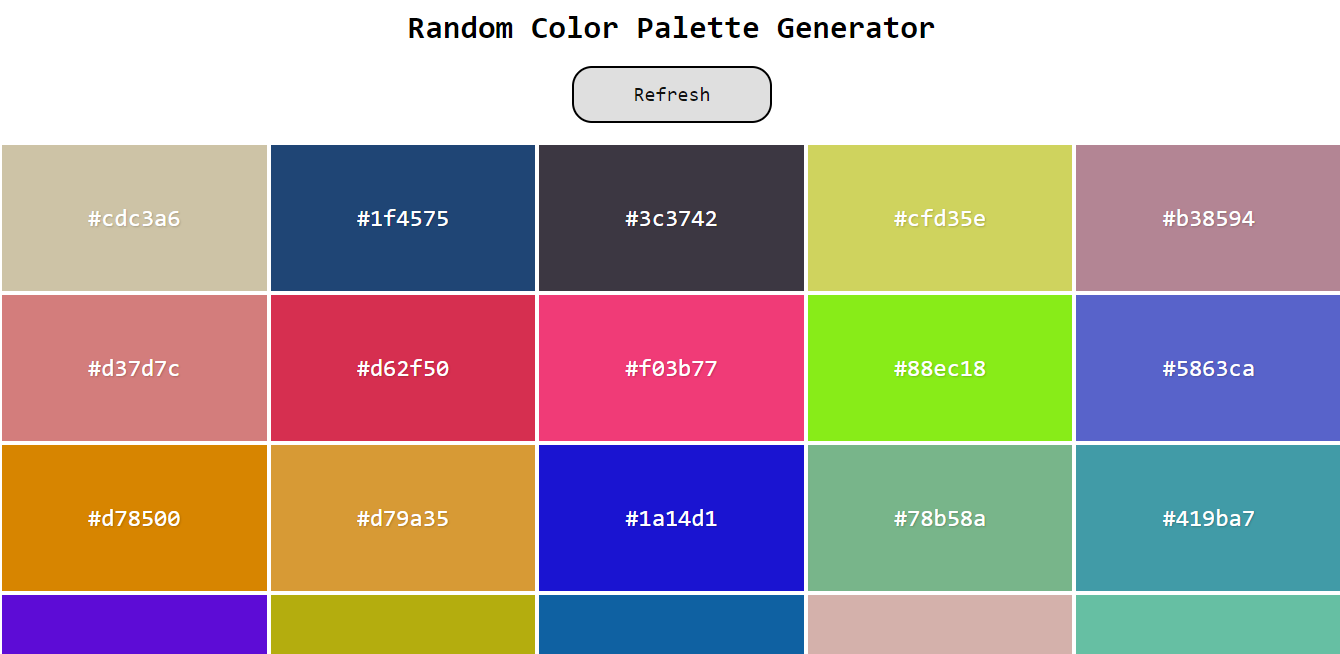 Random Color Palette Generator
Refresh
#cdc3a6 #1f4575 #3c3742 #cfd35e #b38594
#d37d7c #d62f50 #f03b77 #88ec18 #5863ca
#d78500 #d79a35 #1a14d1 #78b58a #419ba7